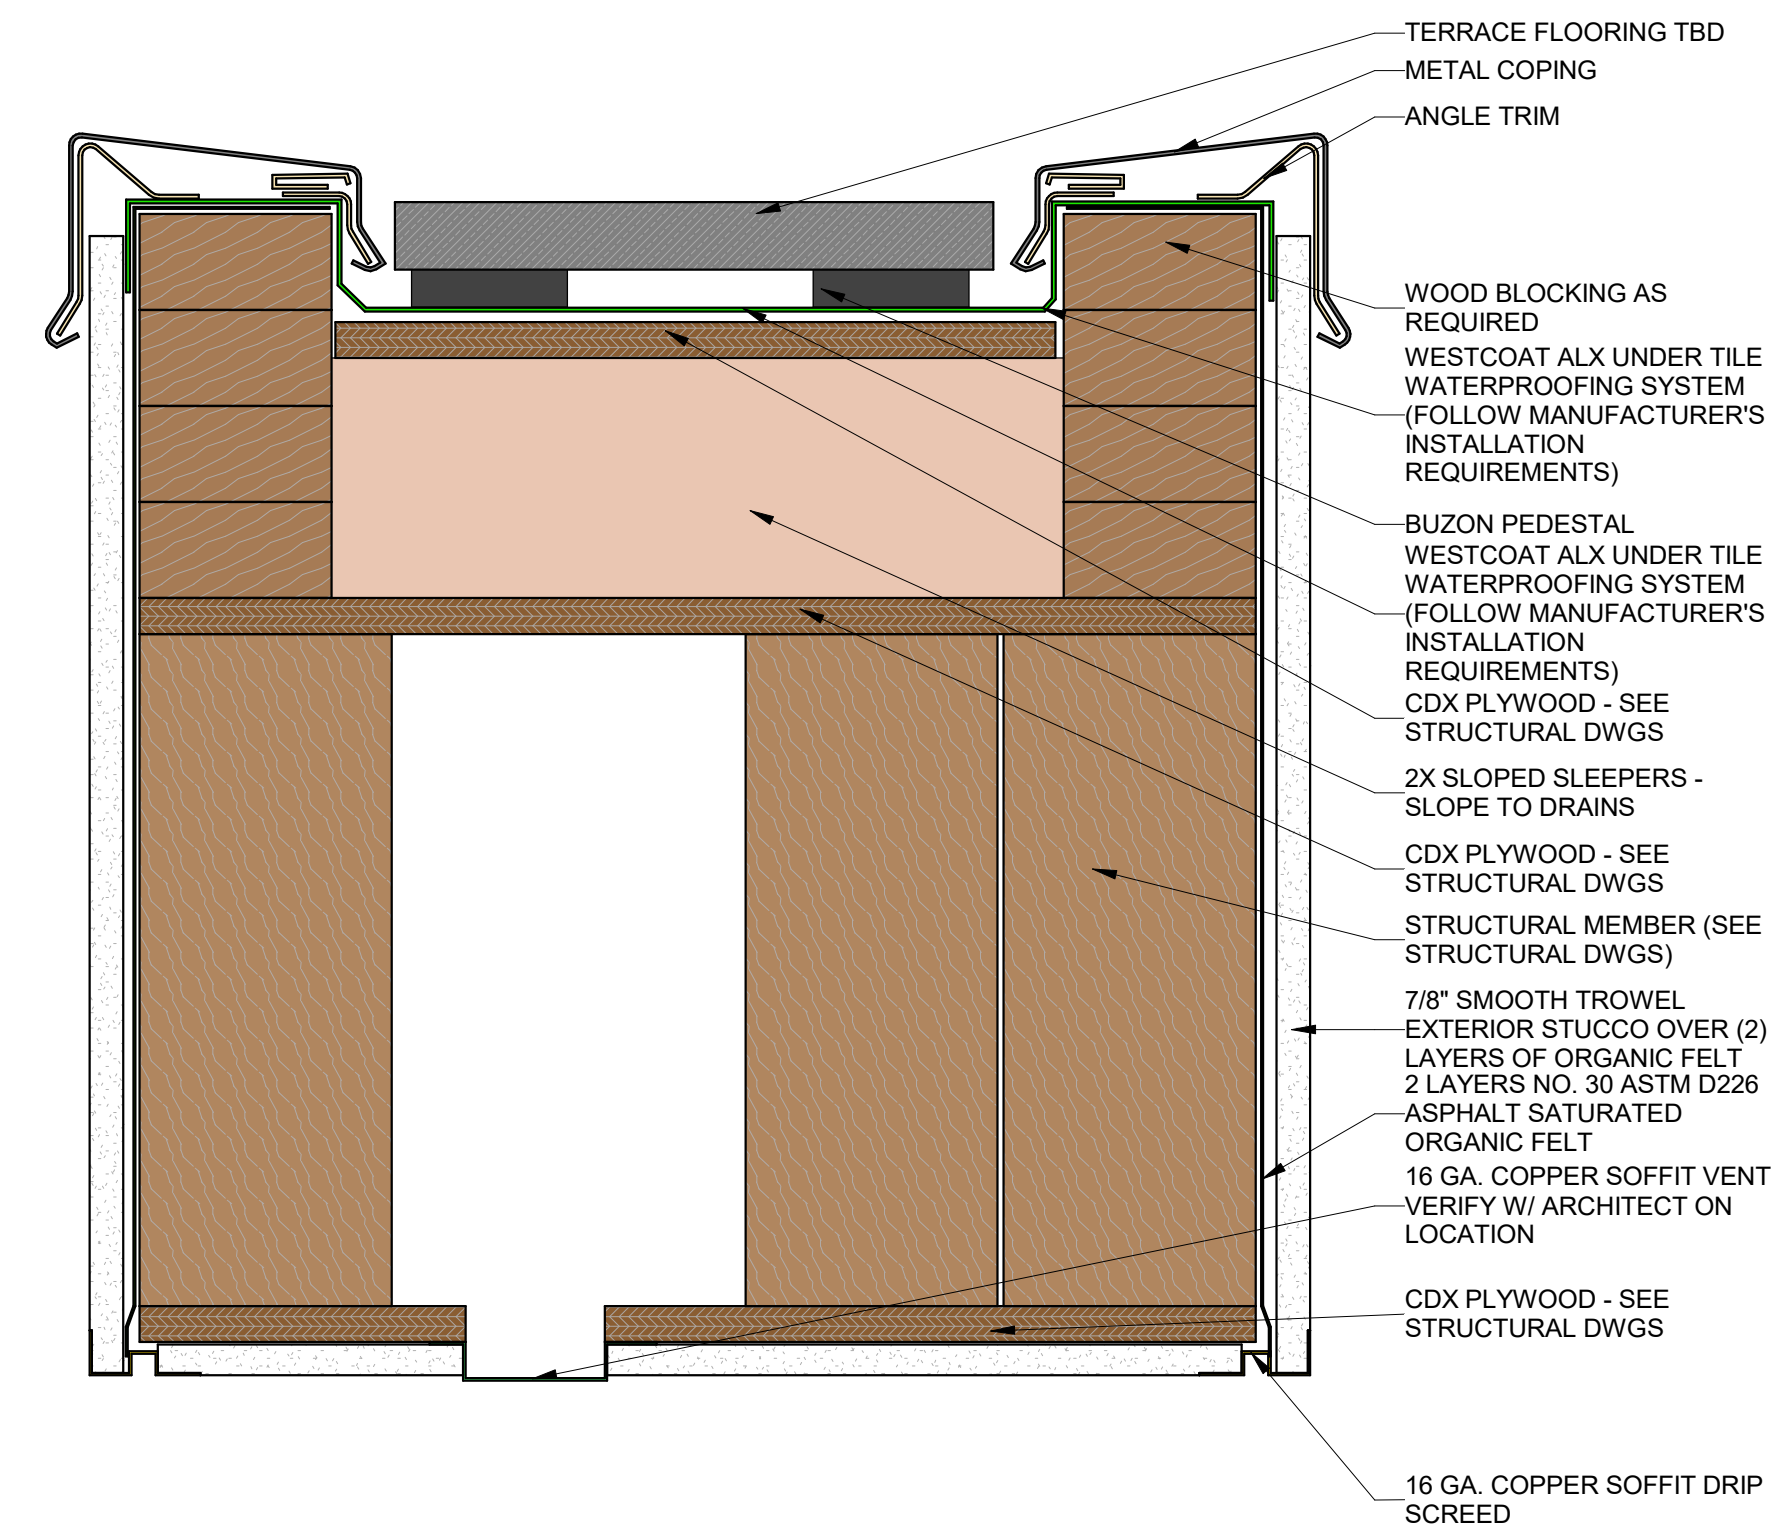 TERRACE FLOORING TBD
METAL COPING
ANGLE TRIM
WOOD BLOCKING AS
REQUIRED
WESTCOAT ALX UNDER TILE
WATERPROOFING SYSTEM
(FOLLOW MANUFACTURER'S
INSTALLATION
REQUIREMENTS)
BUZON PEDESTAL
WESTCOAT ALX UNDER TILE
WATERPROOFING SYSTEM
(FOLLOW MANUFACTURER'S
INSTALLATION
REQUIREMENTS)
CDX PLYWOOD - SEE
STRUCTURAL DWGS
2X SLOPED SLEEPERS -
SLOPE TO DRAINS
CDX PLYWOOD - SEE
STRUCTURAL DWGS
STRUCTURAL MEMBER (SEE
STRUCTURAL DWGS)
7/8" SMOOTH TROWEL
EXTERIOR STUCCO OVER (2)
LAYERS OF ORGANIC FELT
2 LAYERS NO. 30 ASTM D226
ASPHALT SATURATED
ORGANIC FELT
16 GA. COPPER SOFFIT VENT
VERIFY W/ ARCHITECT ON
LOCATION
CDX PLYWOOD - SEE
STRUCTURAL DWGS
16 GA. COPPER SOFFIT DRIP
SCREED